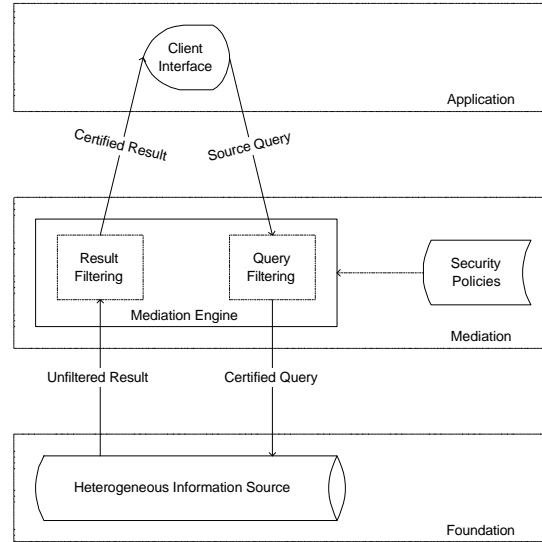 Client
Interface
Application
Certified Result
Source Query
Result
Filtering
Query
Filtering
Security
Policies
Mediation Engine
Mediation
Unfiltered Result
Certified Query
Heterogeneous Information Source
Foundation